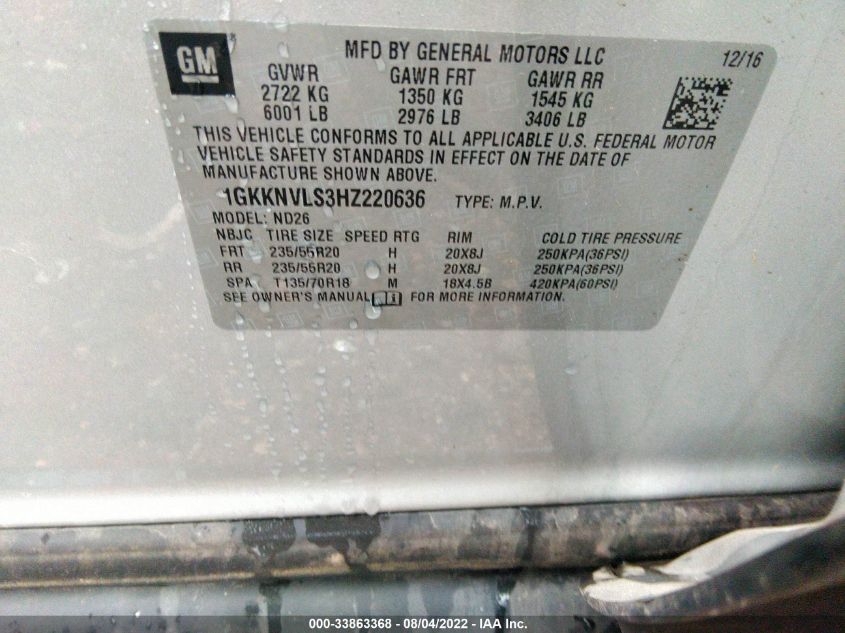 GM
MFD BY GENERAL MOTORS LLC 12/16
GVWR GAWR FRT GAWR RR
2722 KG 1350 KG 1545 KG
6001 LB 2976 LB 3406 LB
THIS VEHICLE CONFORMS TO ALL APPLICABLE U.S. FEDERAL MOTOR
VEHICLE SAFETY STANDARDS IN EFFECT ON THE DATE OF
MANUFACTURE SHOWN ABOVE.
1GKKNVLS3HZ220636 TYPE: M.P.V.
MODEL: ND26
NBJC TIRE SIZE SPEED RTG RIM COLD TIRE PRESSURE
FRT 235/55R20 H 20X8J 250KPA(36PSI)
RR 235/55R20 H 20X8J 250KPA(36PSI)
SPA T135/70R18 M 18X4.5B 420KPA(60PSI)
SEE OWNER'S MANUAL FOR MORE INFORMATION.
000-33863368 - 08/04/2022 - IAA Inc.